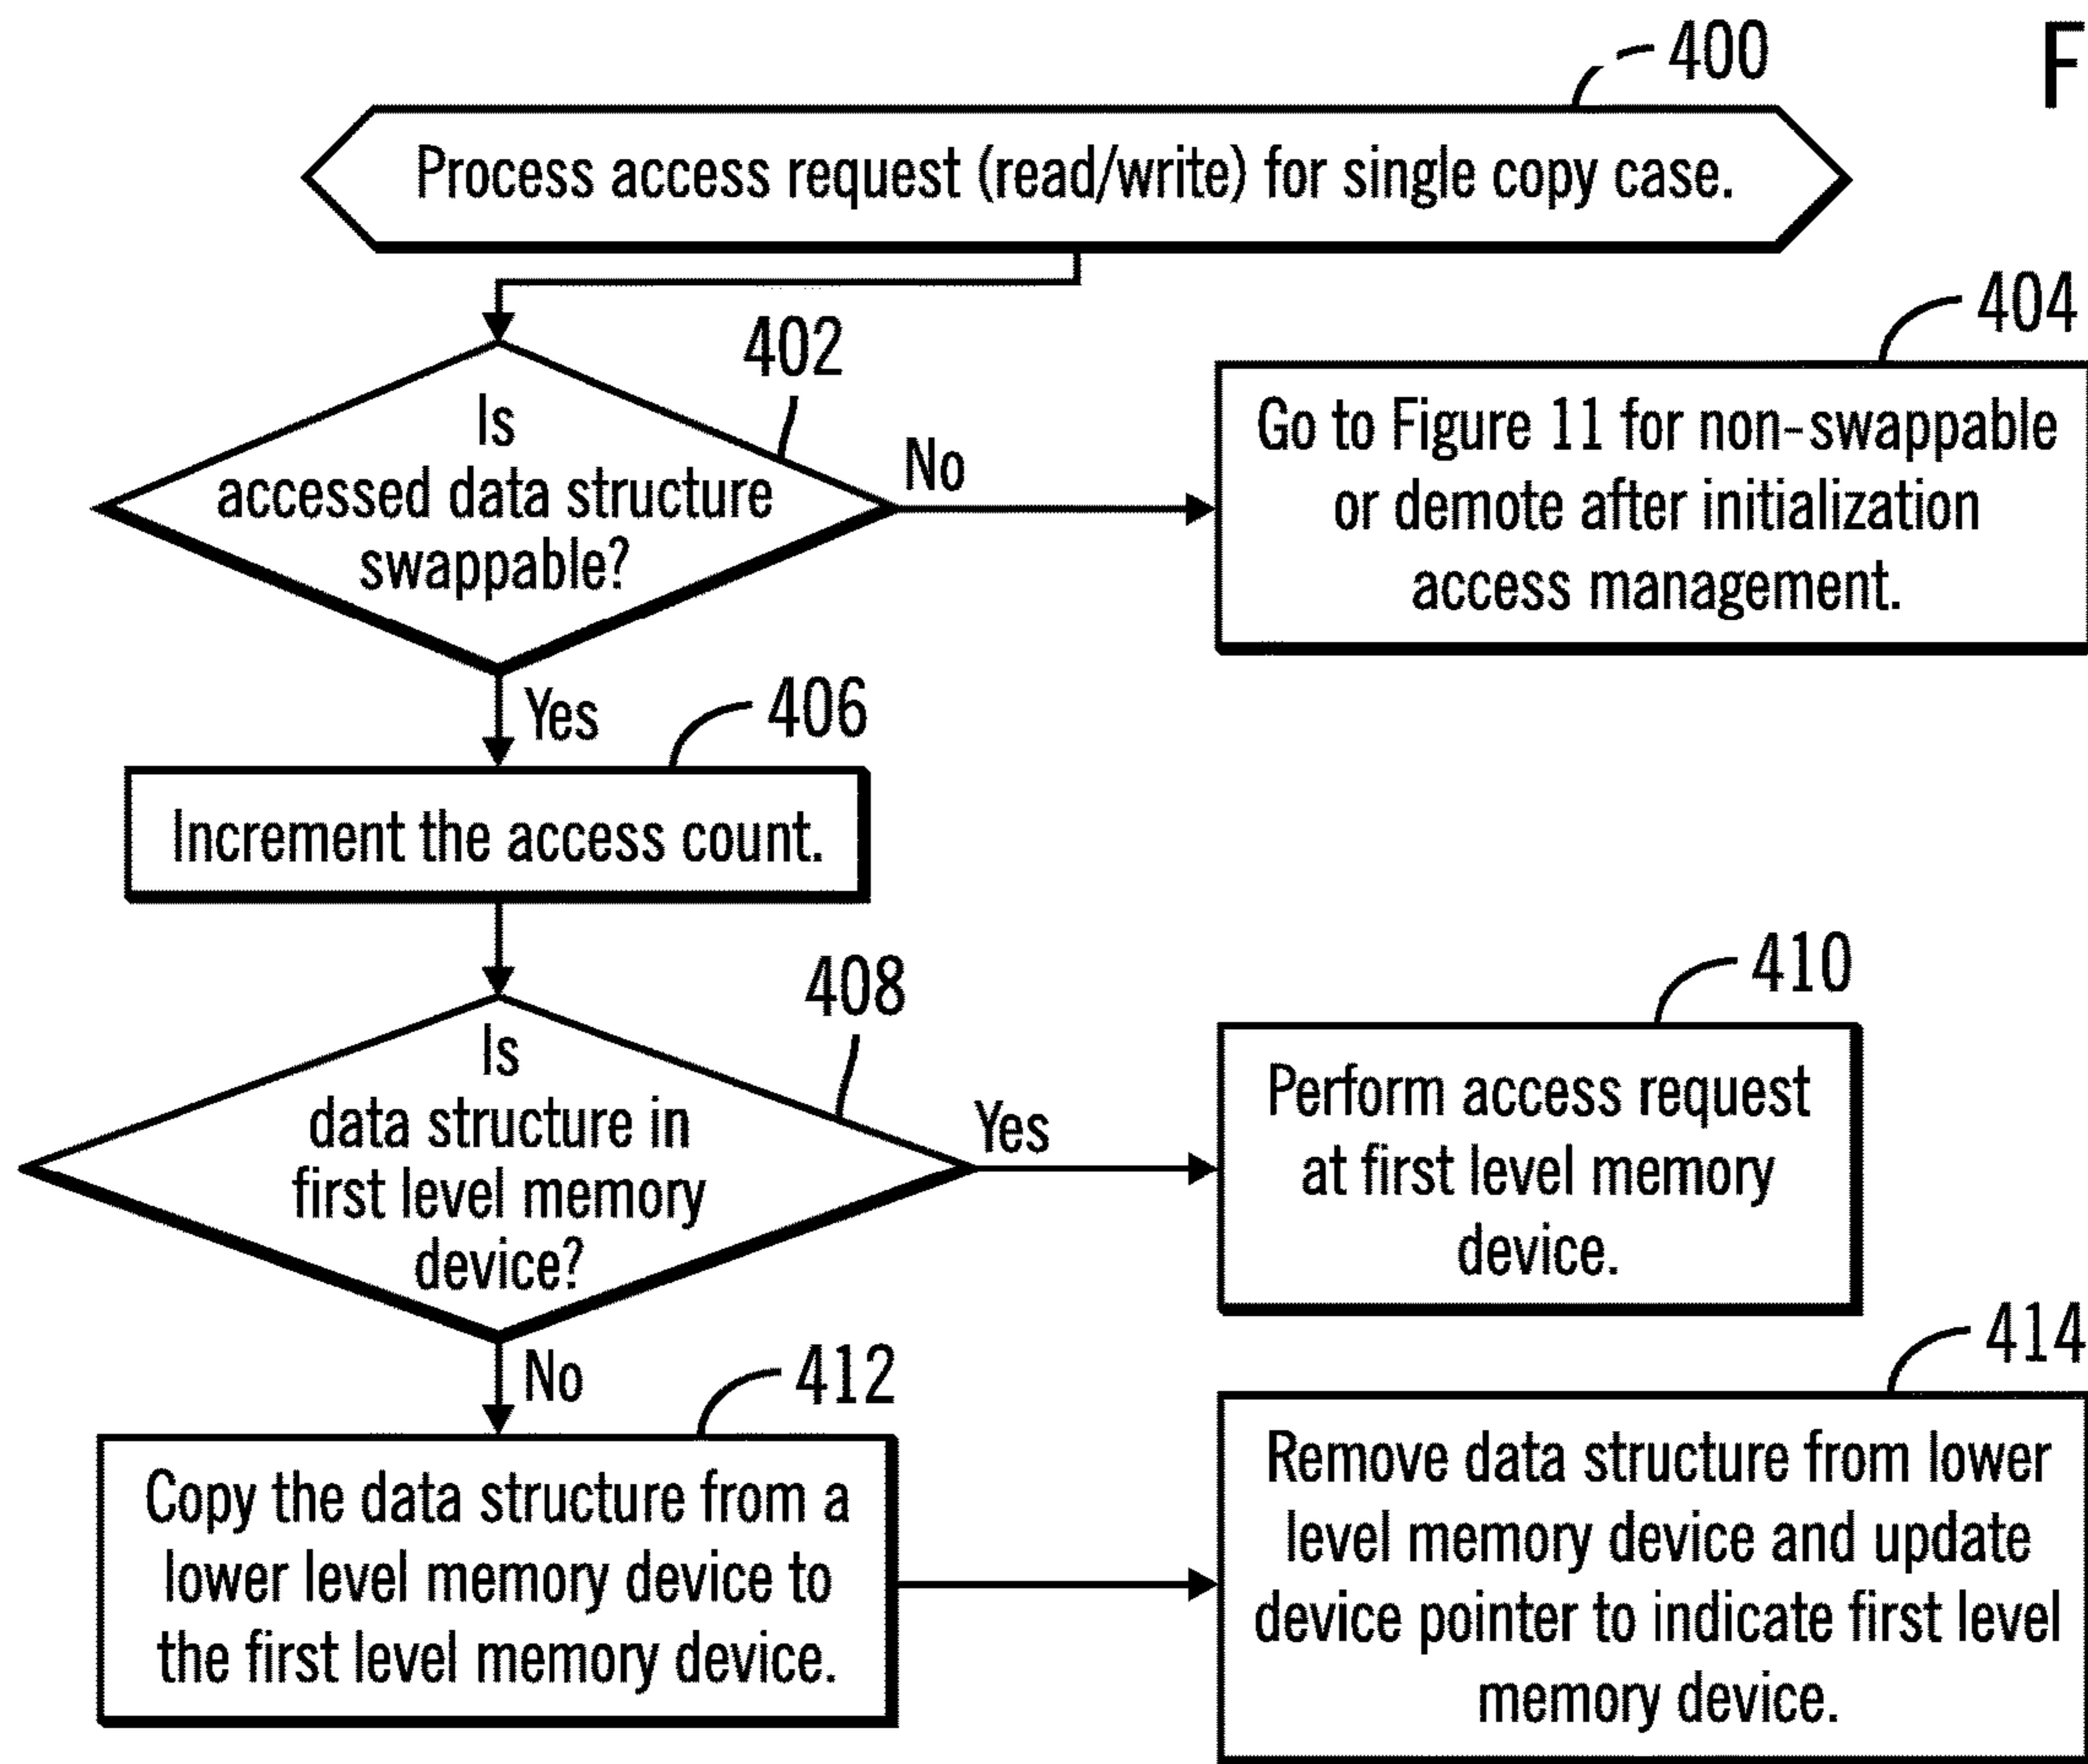 F
400
Process access request (read/write) for single copy case.
402
Is
accessed data structure
swappable?
No
404
Go to Figure 11 for non-swappable
or demote after initialization
access management.
Yes
406
Increment the access count.
408
Is
data structure in
first level memory
device?
Yes
410
Perform access request
at first level memory
device.
No
412
Copy the data structure from a
lower level memory device to
the first level memory device.
414
Remove data structure from lower
level memory device and update
device pointer to indicate first level
memory device.